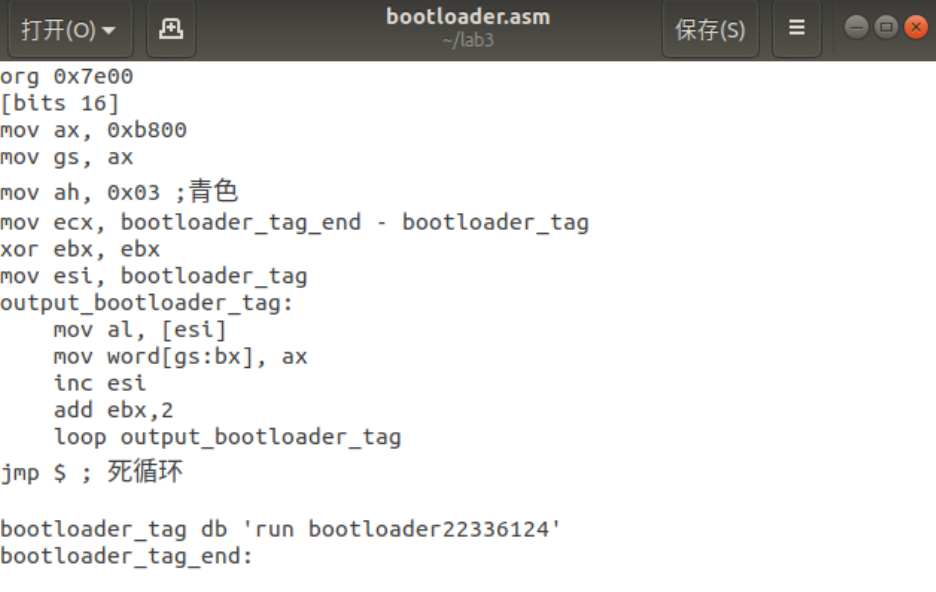 打开(O)
bootloader.asm
~/lab3
保存(S)
org 0x7e00
[bits 16]
mov ax, 0xb800
mov gs, ax
mov ah, 0x03 ;青色
mov ecx, bootloader_tag_end - bootloader_tag
xor ebx, ebx
mov esi, bootloader_tag
output_bootloader_tag:
    mov al, [esi]
    mov word[gs:bx], ax
    inc esi
    add ebx,2
    loop output_bootloader_tag
jmp $ ; 死循环

bootloader_tag db 'run bootloader22336124'
bootloader_tag_end: